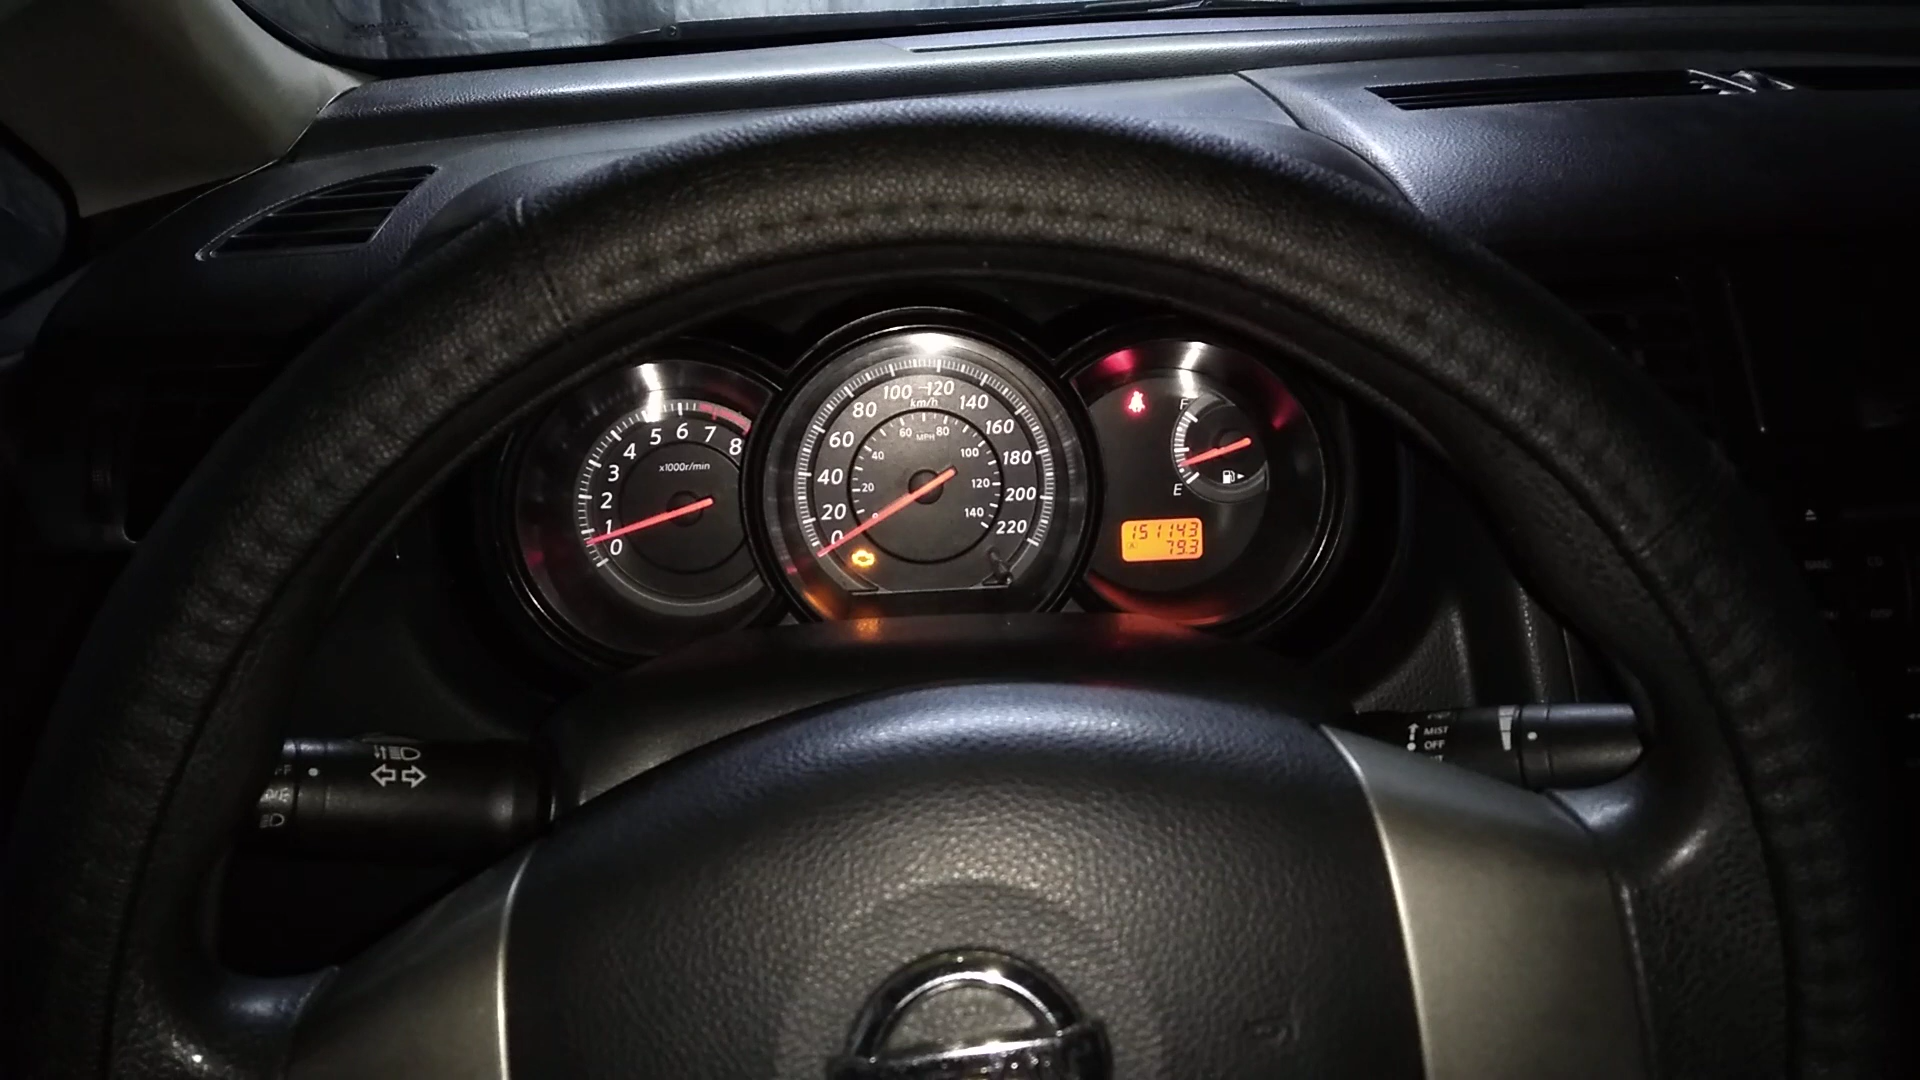 1 2 3 4 5 6 7 8
0
x1000r/min
0 20 40 60 80 100 120 140 160 180 200 220
km/h
20 40 60 80 100 120 140
MPH
F
E
151143
A 79.3
MIST
OFF